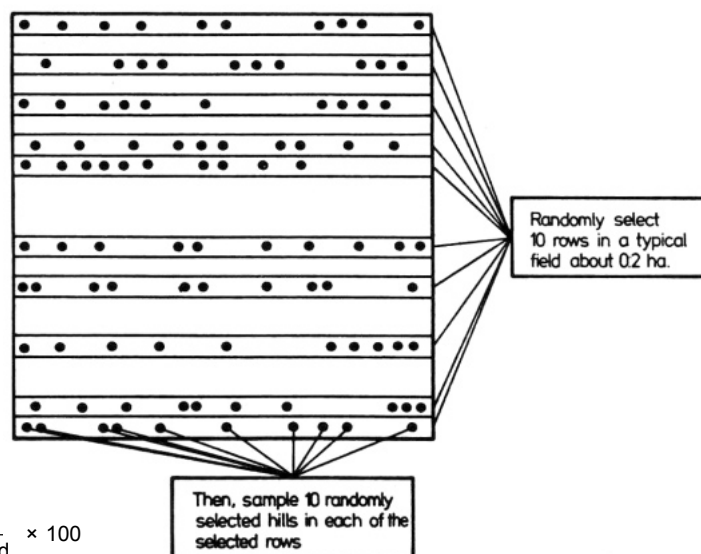 Randomly select
10 rows in a typical
field about 0.2 ha.
× 100
Then, sample 10 randomly
selected hills in each of the
selected rows